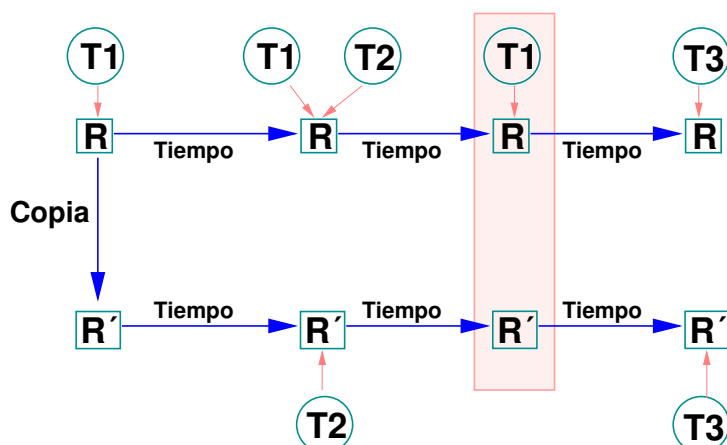 T1 T1 T2 T1 T3
R R R R
Tiempo Tiempo Tiempo
Copia
Tiempo Tiempo Tiempo
R´ R´ R´ R´
T2 T3